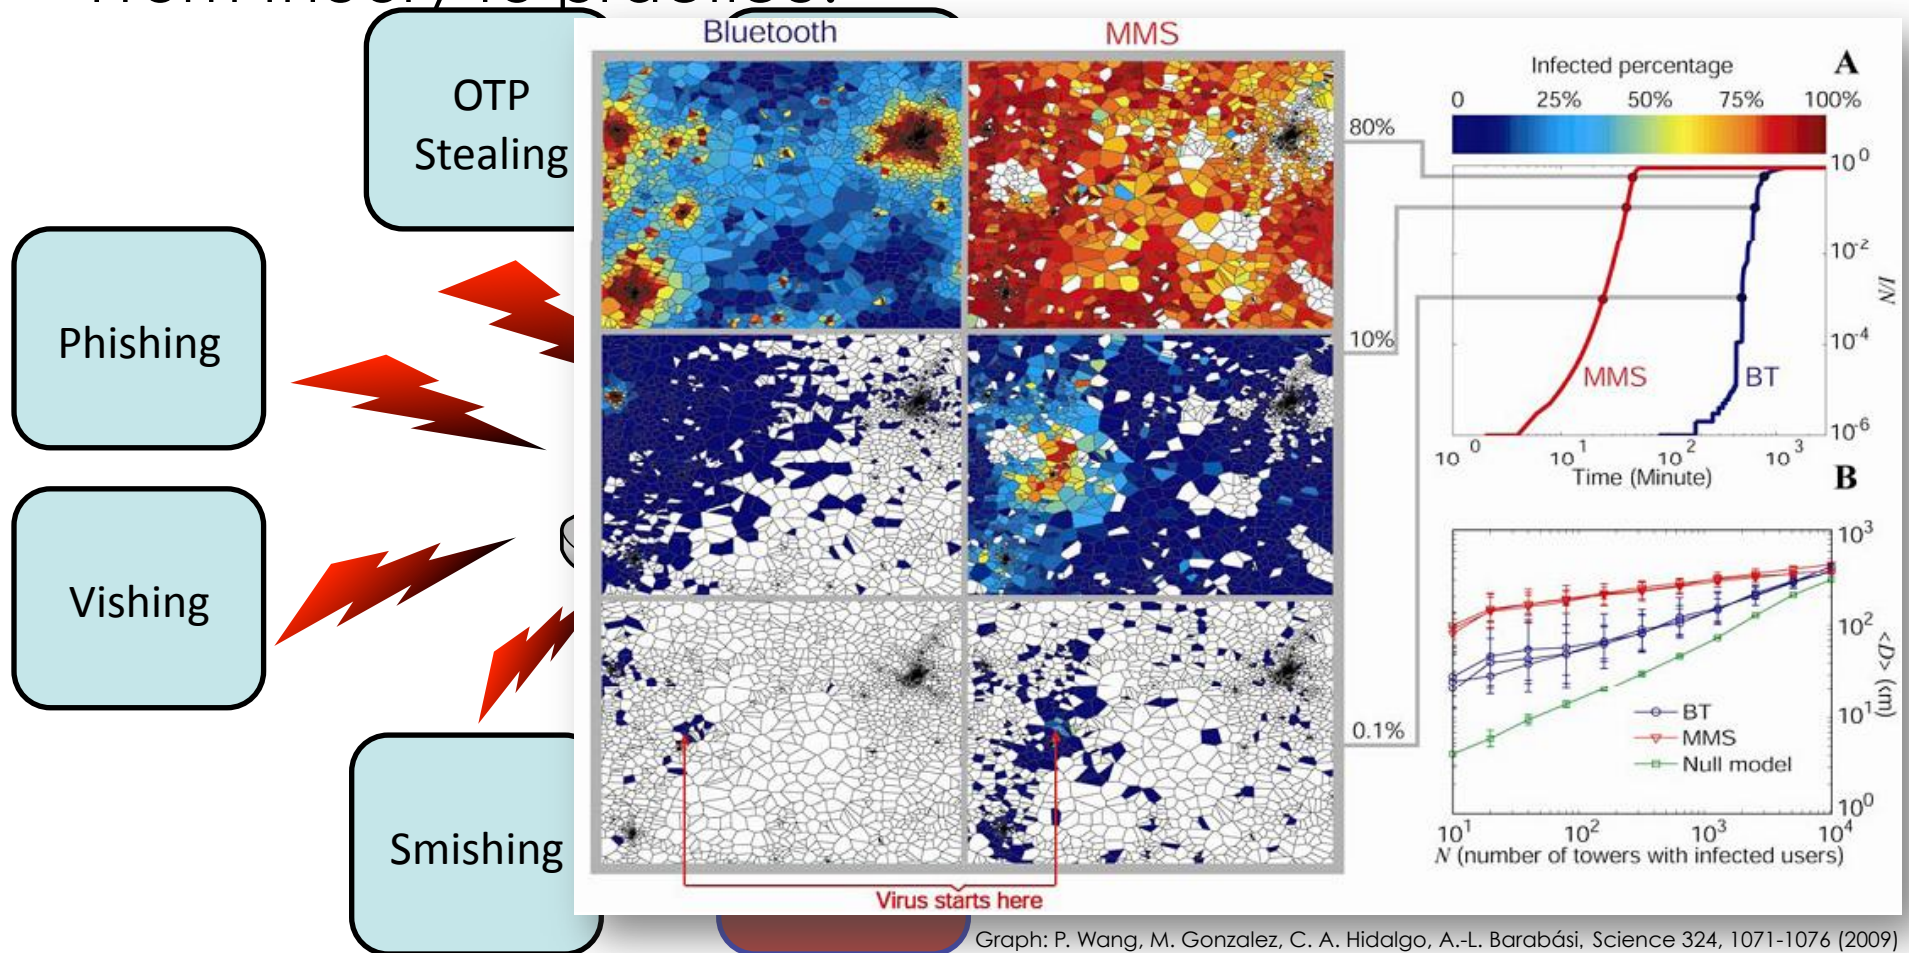 from theory to practice:
OTP
Stealing
Phishing
Vishing
Smishing
Bluetooth
MMS
80%
10%
0.1%
Virus starts here
Infected percentage
A
0 25% 50% 75% 100%
10 0
10 -2
10 -4
10 -6
I/N
MMS
BT
10 0 10 1 10 2 10 3
Time (Minute)
B
10 3
10 2
10 1
10 0
<D> (km)
BT
MMS
Null model
10 1 10 2 10 3 10 4
N (number of towers with infected users)
Graph: P. Wang, M. Gonzalez, C. A. Hidalgo, A.-L. Barabási, Science 324, 1071-1076 (2009)